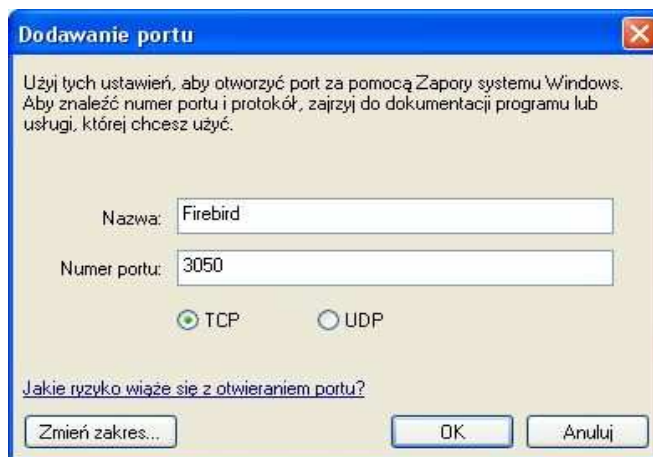 Dodawanie portu
Użyj tych ustawień, aby otworzyć port za pomocą Zapory systemu Windows.
Aby znaleźć numer portu i protokół, zajrzyj do dokumentacji programu lub
usługi, której chcesz użyć.
Nazwa: Firebird
Numer portu: 3050
TCP UDP
Jakie ryzyko wiąże się z otwieraniem portu?
Zmień zakres... OK Anuluj